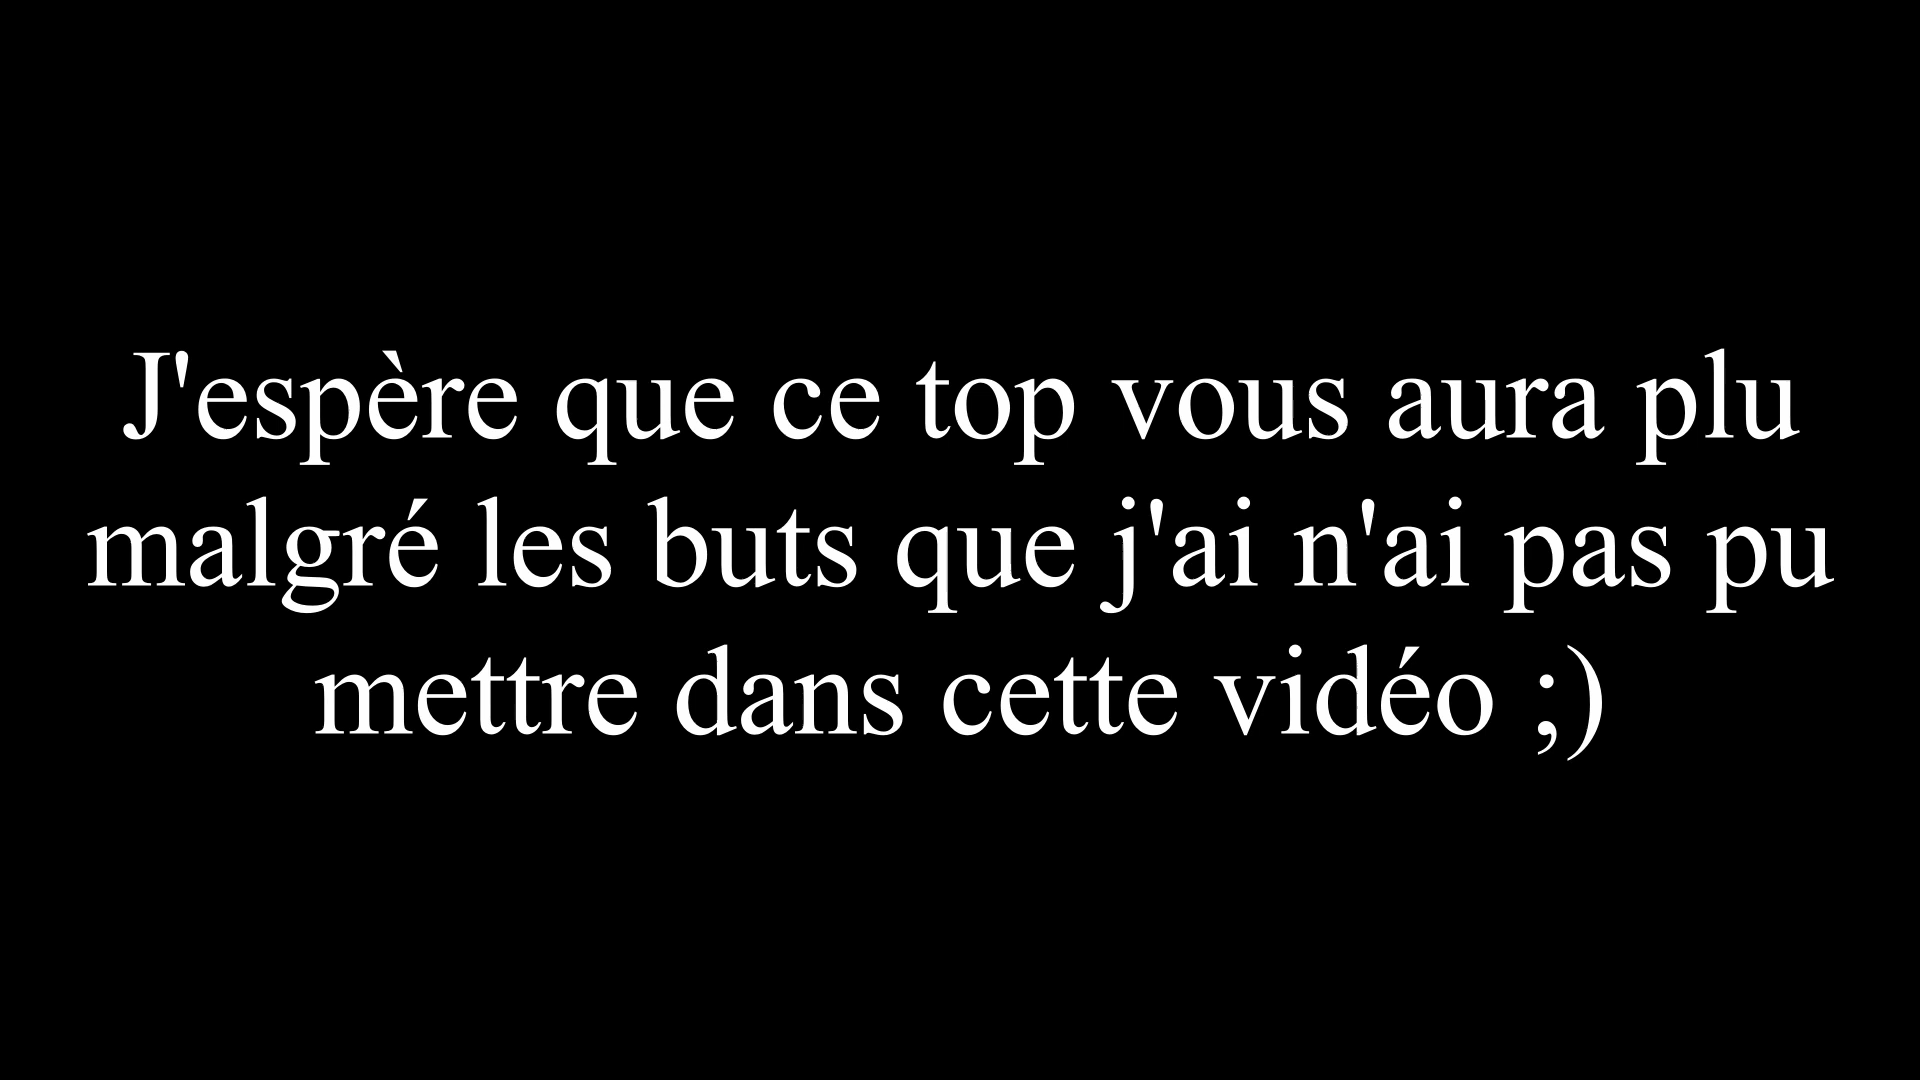 J'espère que ce top vous aura plu
malgré les buts que j'ai n'ai pas pu
mettre dans cette vidéo ;)